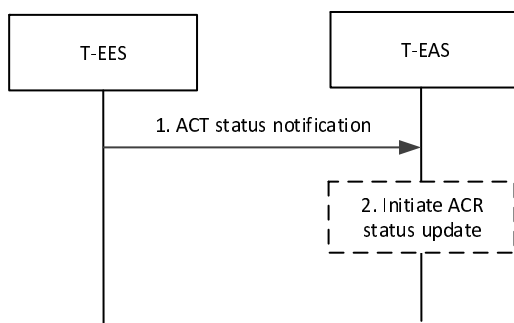 T-EES
T-EAS
1. ACT status notification
2. Initiate ACR
status update